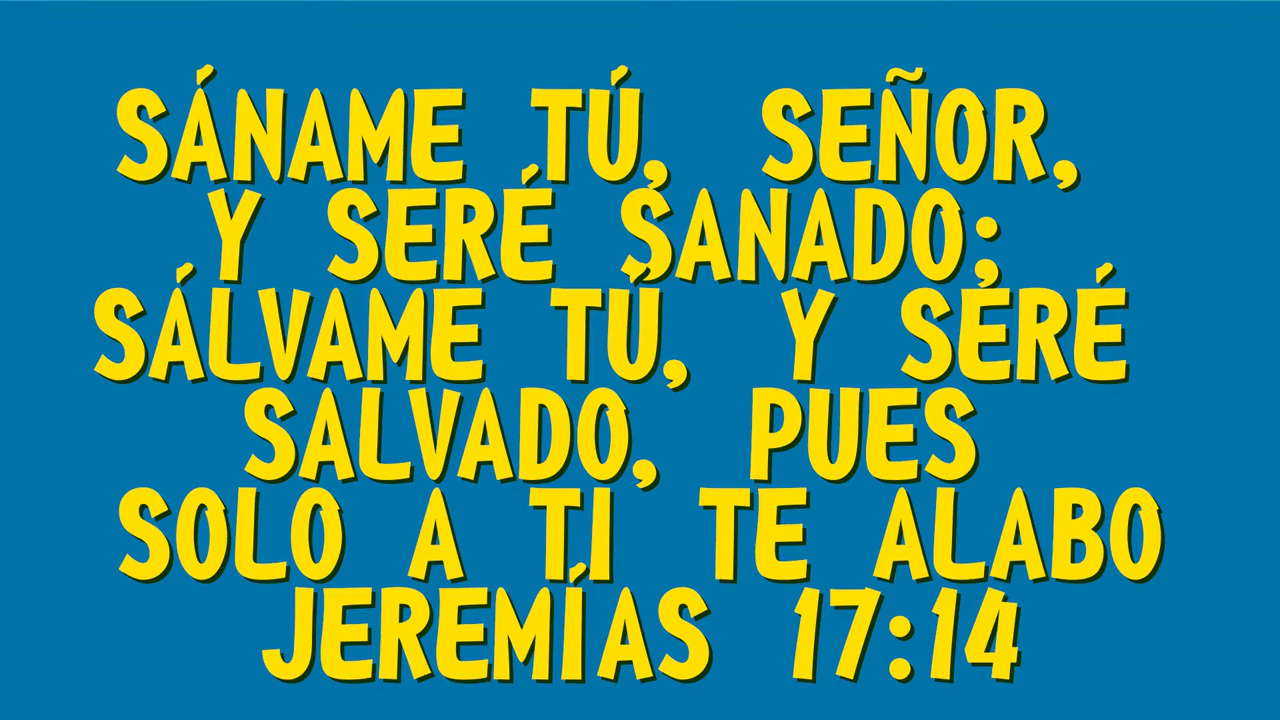 SÁNAME TÚ, SEÑOR,
Y SERÉ SANADO;
SÁLVAME TÚ, Y SERÉ
SALVADO, PUES
SOLO A TI TE ALABO
JEREMÍAS 17:14